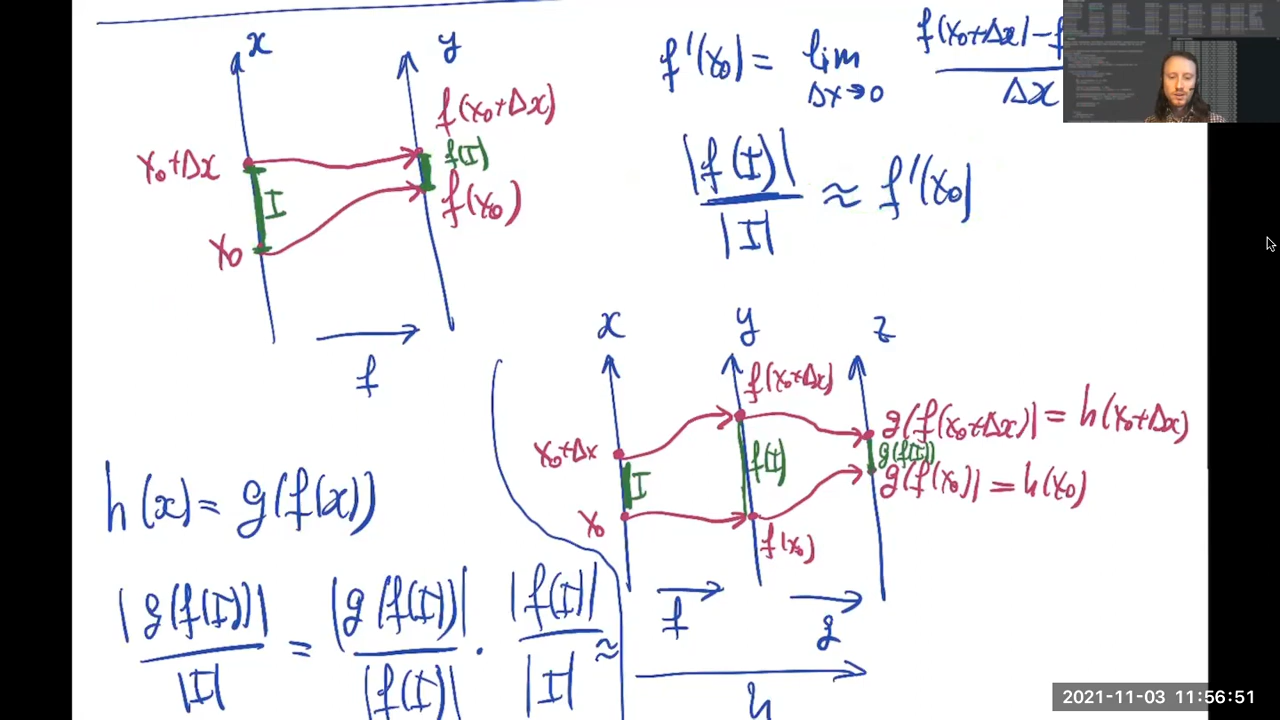 x y
f'(x₀) = lim Δx→0 f(x₀+Δx) - f / Δx
f(x₀+Δx)
x₀+Δx
f(I)
I
f(x₀)
x₀
|f(I)| / |I| ≈ f'(x₀)
f
x y z
f(x₀+Δx)
g(f(x₀+Δx)) = h(x₀+Δx)
x₀+Δx
I f(I) g(f(I))
g(f(x₀)) = h(x₀)
x₀
f(x₀)
f g
h
h(x) = g(f(x))
|g(f(I))| / |I| = |g(f(I))| / |f(I)| · |f(I)| / |I| ≈
2021-11-03 11:56:51